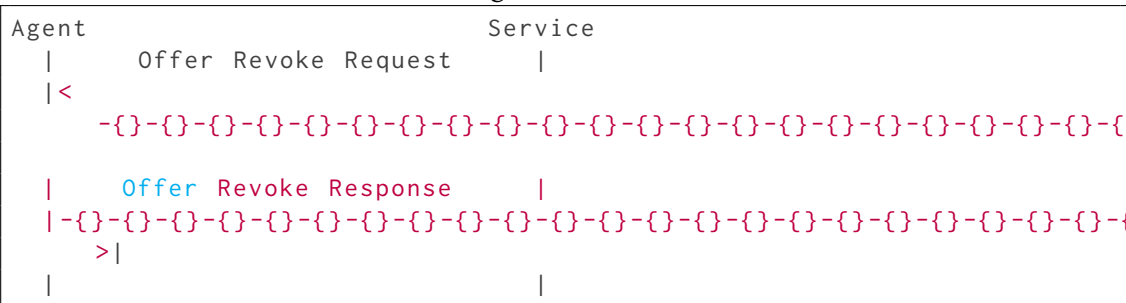 Agent Service
| Offer Revoke Request |
|<
-{}-{}-{}-{}-{}-{}-{}-{}-{}-{}-{}-{}-{}-{}-{}-{}-{}-{}-{}-{}-{}-{
| Offer Revoke Response |
|-{}-{}-{}-{}-{}-{}-{}-{}-{}-{}-{}-{}-{}-{}-{}-{}-{}-{}-{}-{}-{}-{}-{
>|
| |